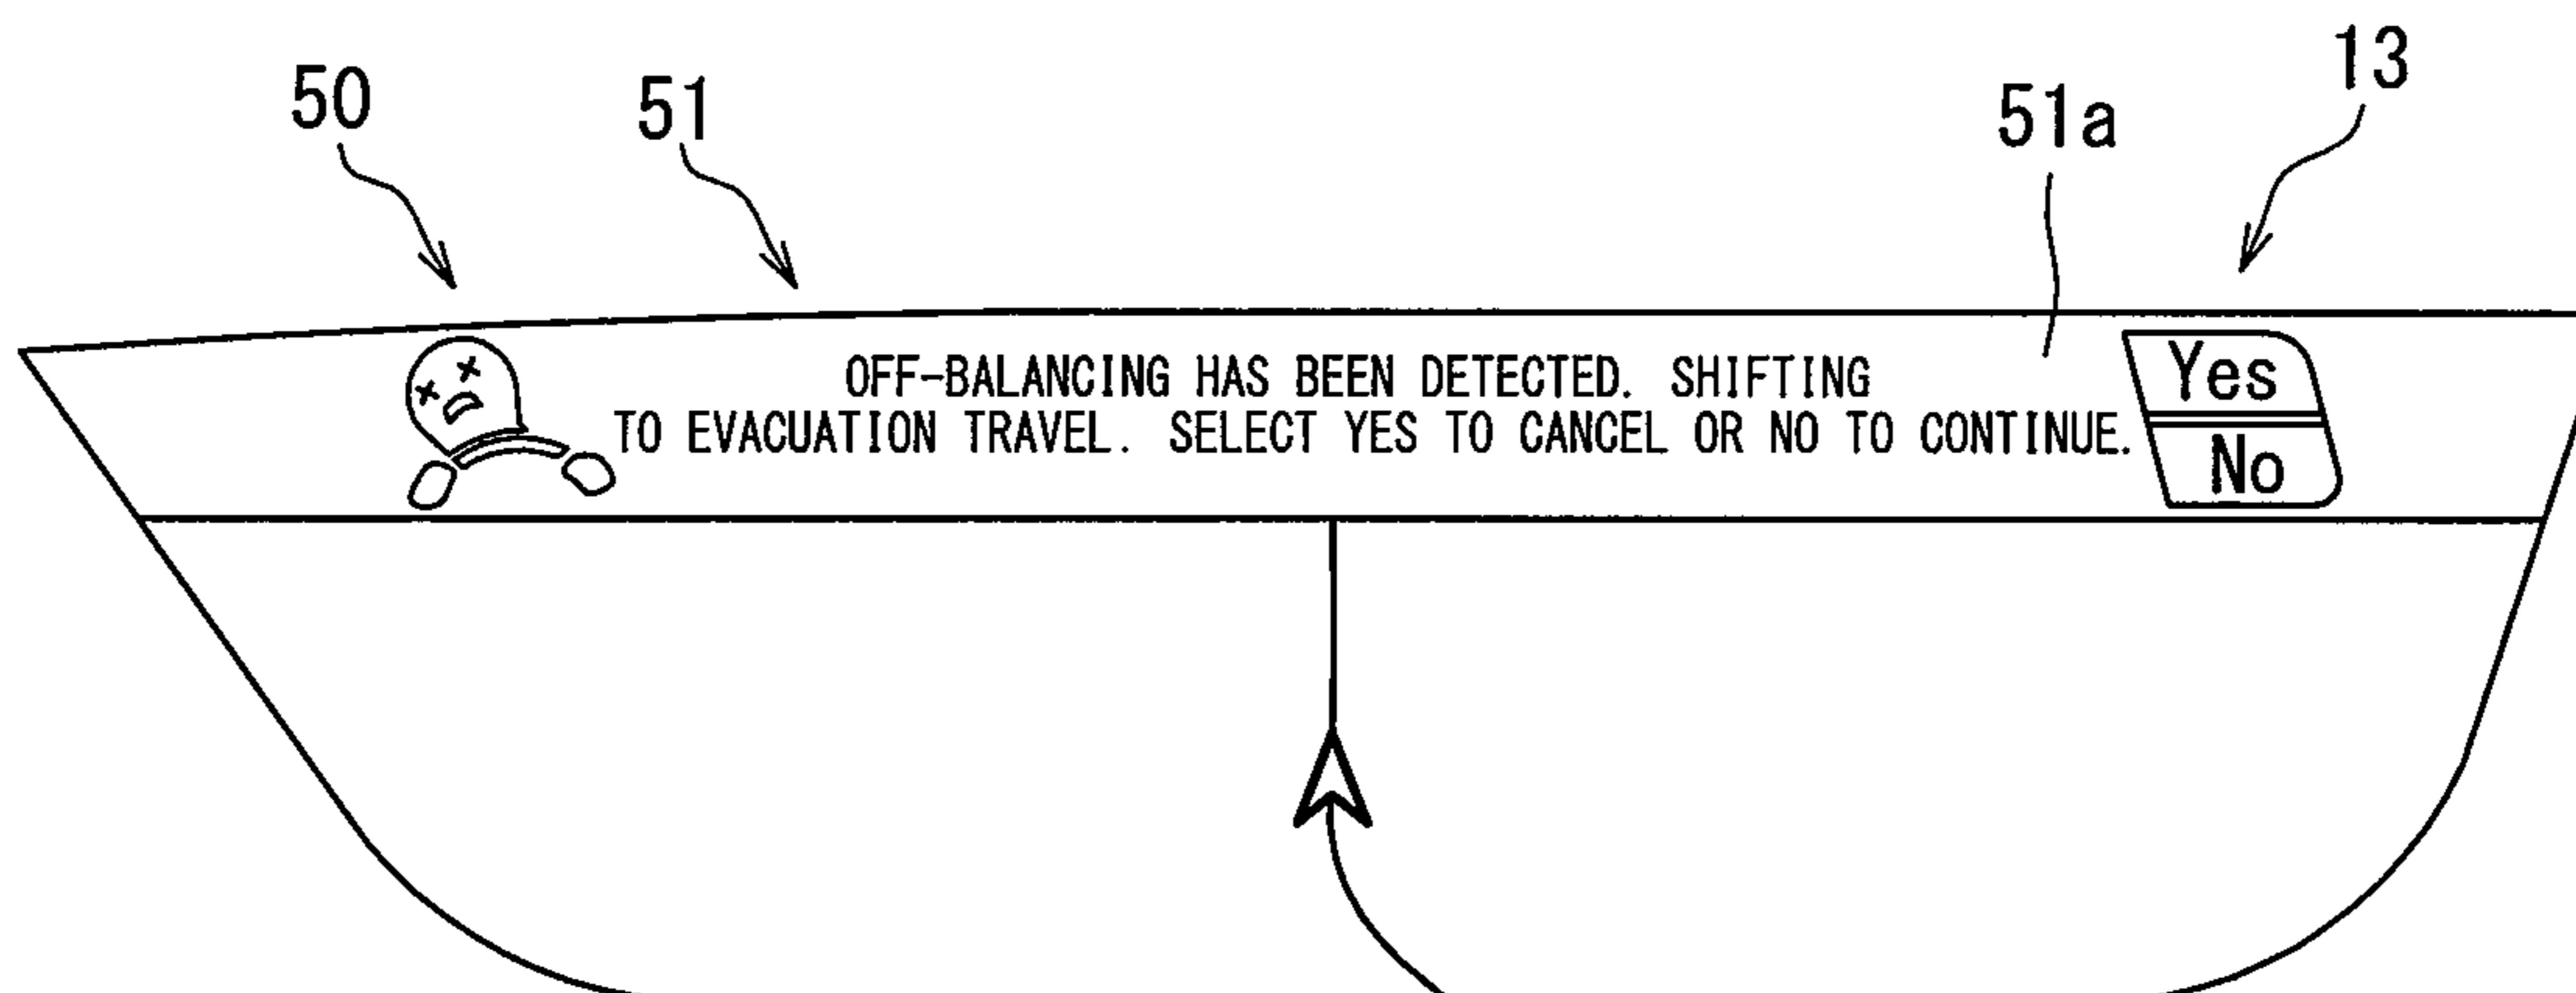 50
51
51a
13
OFF-BALANCING HAS BEEN DETECTED. SHIFTING
TO EVACUATION TRAVEL. SELECT YES TO CANCEL OR NO TO CONTINUE.
Yes
No